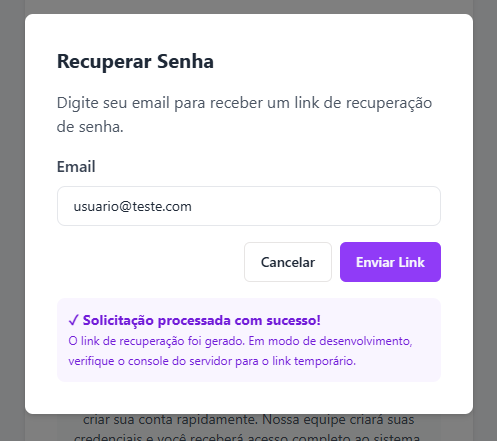 Recuperar Senha
Digite seu email para receber um link de recuperação
de senha.
Email
usuario@teste.com
Cancelar
Enviar Link
✓ Solicitação processada com sucesso!
O link de recuperação foi gerado. Em modo de desenvolvimento,
verifique o console do servidor para o link temporário.
criar sua conta rapidamente. Nossa equipe criará suas
credenciais e você receberá acesso completo ao sistema